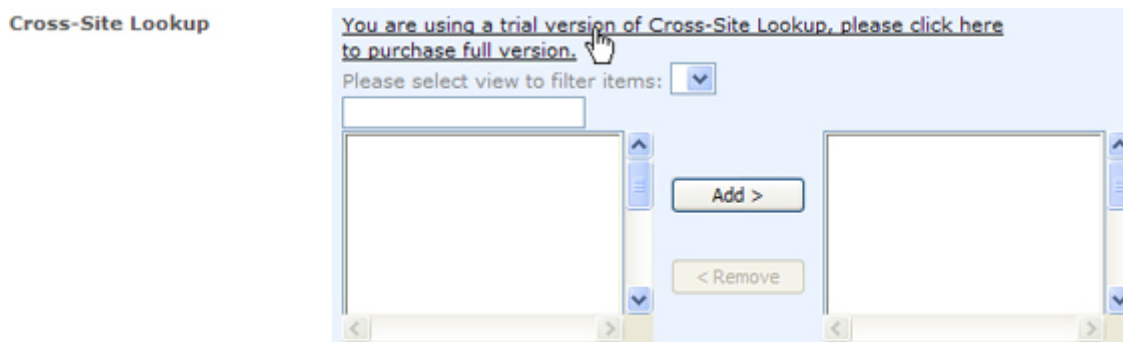 Cross-Site Lookup
You are using a trial version of Cross-Site Lookup, please click here
to purchase full version.
Please select view to filter items:
Add >
< Remove